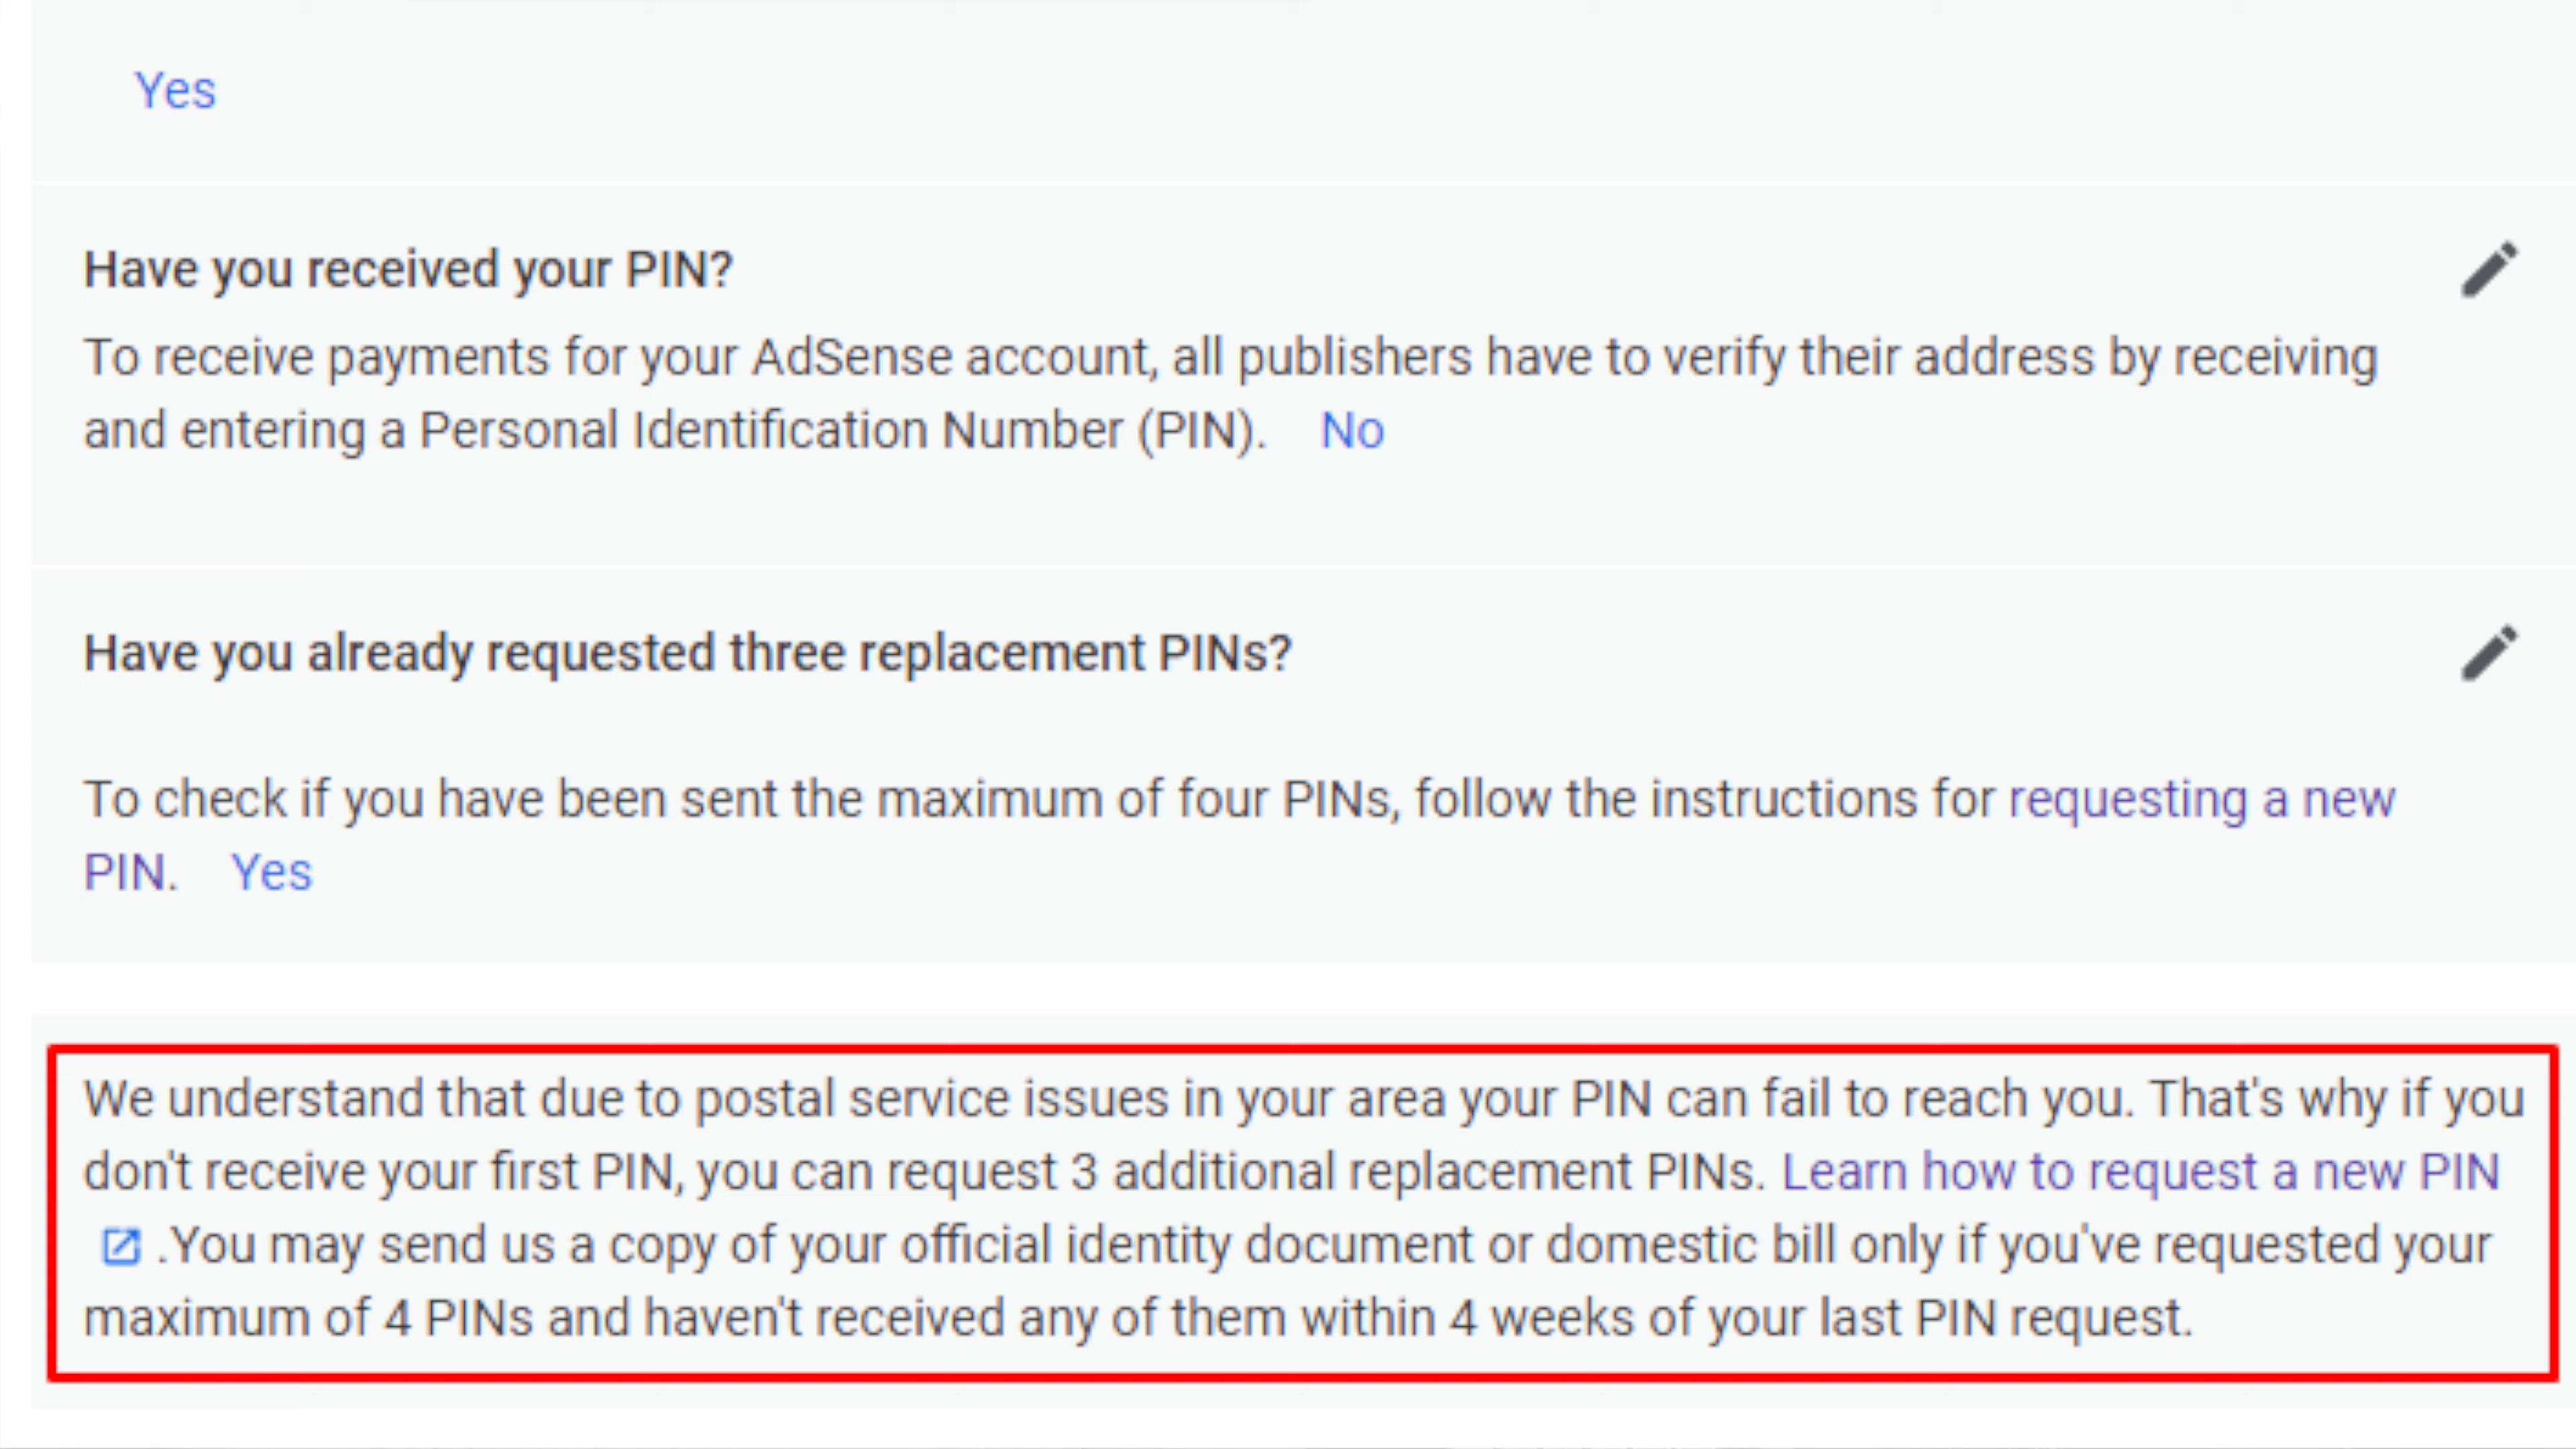 Yes
Have you received your PIN?
To receive payments for your AdSense account, all publishers have to verify their address by receiving
and entering a Personal Identification Number (PIN). No
Have you already requested three replacement PINs?
To check if you have been sent the maximum of four PINs, follow the instructions for requesting a new
PIN. Yes
We understand that due to postal service issues in your area your PIN can fail to reach you. That's why if you
don't receive your first PIN, you can request 3 additional replacement PINs. Learn how to request a new PIN
.You may send us a copy of your official identity document or domestic bill only if you've requested your
maximum of 4 PINs and haven't received any of them within 4 weeks of your last PIN request.